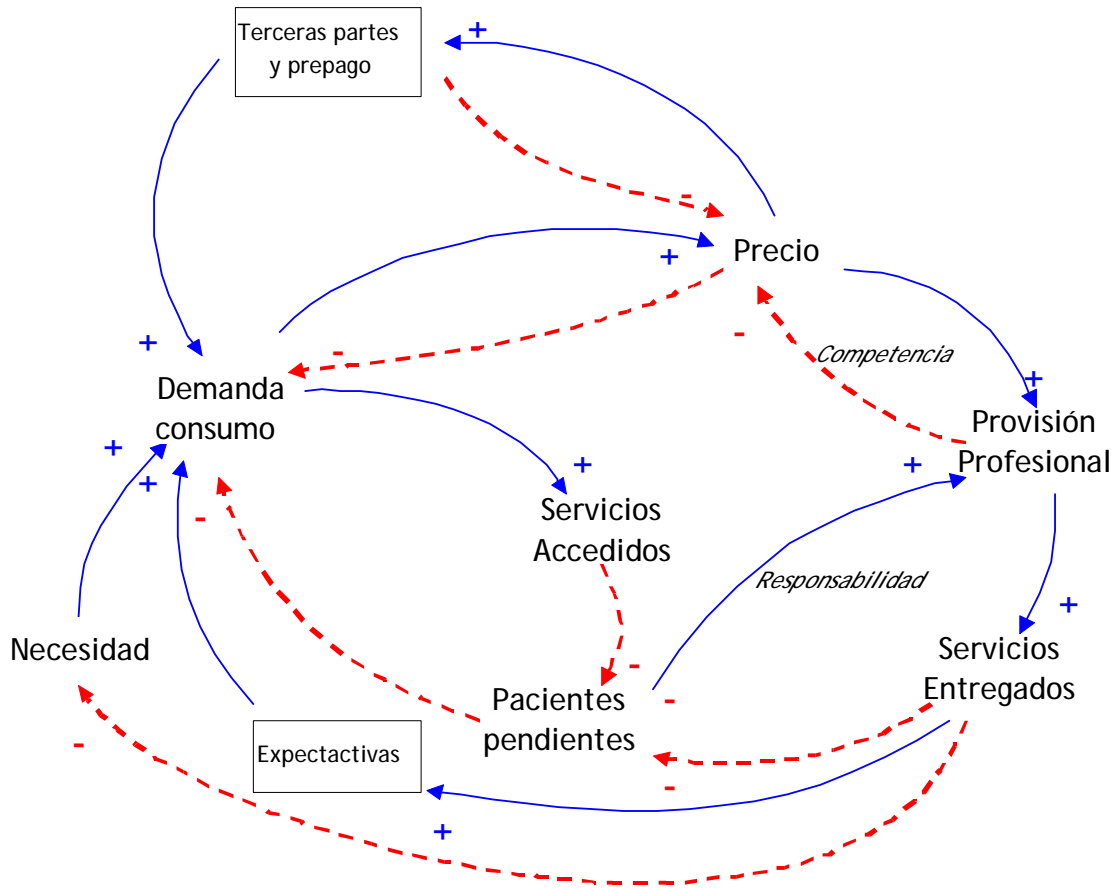 +
Terceras partes
y prepago
-
Precio
+
-
Competencia
+
-
+
Demanda
consumo
Provisión
Profesional
+
+
+
+
-
Servicios
Accedidos
Responsabilidad
+
Necesidad
Servicios
Entregados
-
Pacientes
pendientes
-
-
Expectactivas
-
+